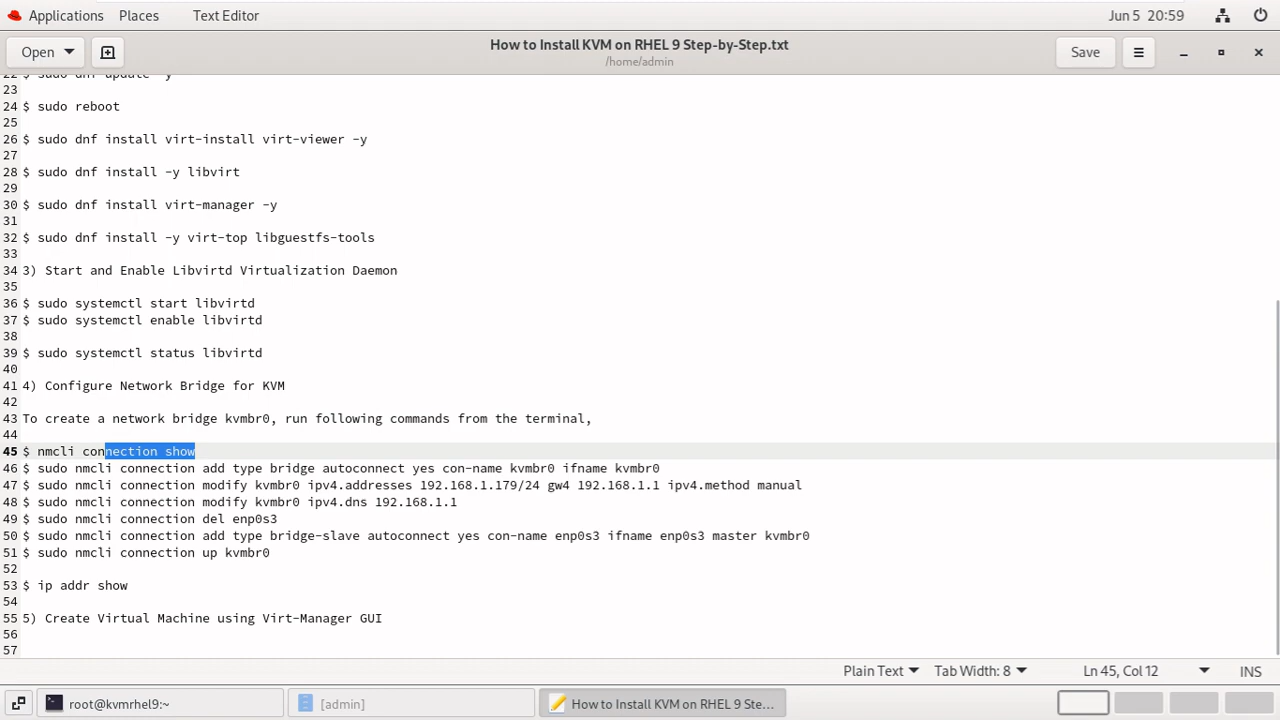 Applications Places Text Editor Jun 5 20:59
Open How to Install KVM on RHEL 9 Step-by-Step.txt Save
/home/admin
22 $ sudo dnf update -y
23
24 $ sudo reboot
25
26 $ sudo dnf install virt-install virt-viewer -y
27
28 $ sudo dnf install -y libvirt
29
30 $ sudo dnf install virt-manager -y
31
32 $ sudo dnf install -y virt-top libguestfs-tools
33
34 3) Start and Enable Libvirtd Virtualization Daemon
35
36 $ sudo systemctl start libvirtd
37 $ sudo systemctl enable libvirtd
38
39 $ sudo systemctl status libvirtd
40
41 4) Configure Network Bridge for KVM
42
43 To create a network bridge kvmbr0, run following commands from the terminal,
44
45 $ nmcli connection show
46 $ sudo nmcli connection add type bridge autoconnect yes con-name kvmbr0 ifname kvmbr0
47 $ sudo nmcli connection modify kvmbr0 ipv4.addresses 192.168.1.179/24 gw4 192.168.1.1 ipv4.method manual
48 $ sudo nmcli connection modify kvmbr0 ipv4.dns 192.168.1.1
49 $ sudo nmcli connection del enp0s3
50 $ sudo nmcli connection add type bridge-slave autoconnect yes con-name enp0s3 ifname enp0s3 master kvmbr0
51 $ sudo nmcli connection up kvmbr0
52
53 $ ip addr show
54
55 5) Create Virtual Machine using Virt-Manager GUI
56
57
Plain Text Tab Width: 8 Ln 45, Col 12 INS
root@kvmrhel9:~ [admin] How to Install KVM on RHEL 9 Ste...